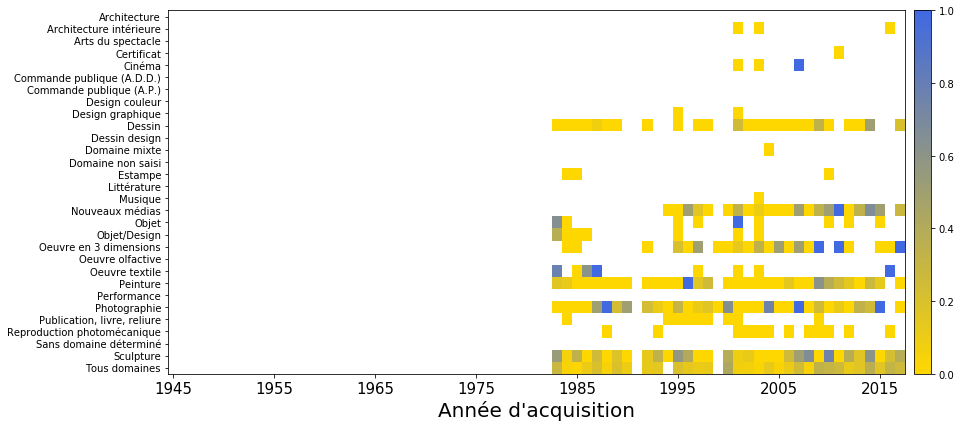 Architecture
Architecture intérieure
Arts du spectacle
Certificat
Cinéma
Commande publique (A.D.D.)
Commande publique (A.P.)
Design couleur
Design graphique
Dessin
Dessin design
Domaine mixte
Domaine non saisi
Estampe
Littérature
Musique
Nouveaux médias
Objet
Objet/Design
Oeuvre en 3 dimensions
Oeuvre olfactive
Oeuvre textile
Peinture
Performance
Photographie
Publication, livre, reliure
Reproduction photomécanique
Sans domaine déterminé
Sculpture
Tous domaines
1945 1955 1965 1975 1985 1995 2005 2015
Année d'acquisition
1.0
0.8
0.6
0.4
0.2
0.0